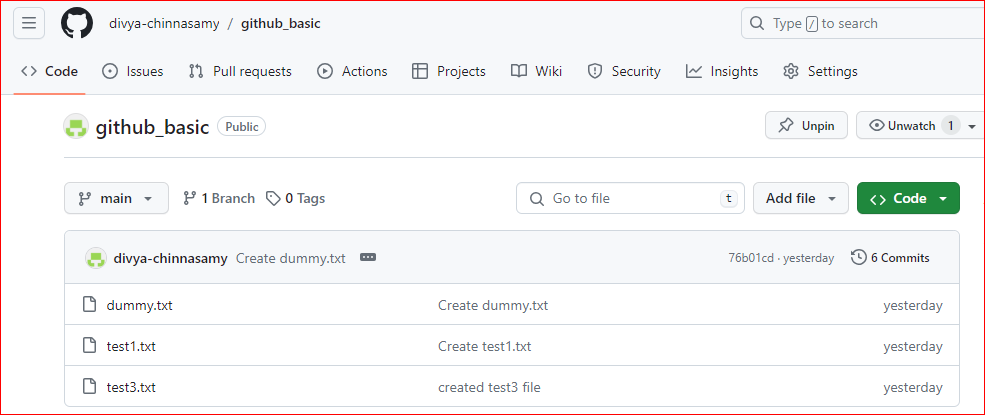 divya-chinnasamy / github_basic Type / to search
<> Code Issues Pull requests Actions Projects Wiki Security Insights Settings
github_basic Public Unpin Unwatch 1
main 1 Branch 0 Tags Go to file t Add file <> Code
divya-chinnasamy Create dummy.txt 76b01cd · yesterday 6 Commits
dummy.txt Create dummy.txt yesterday
test1.txt Create test1.txt yesterday
test3.txt created test3 file yesterday